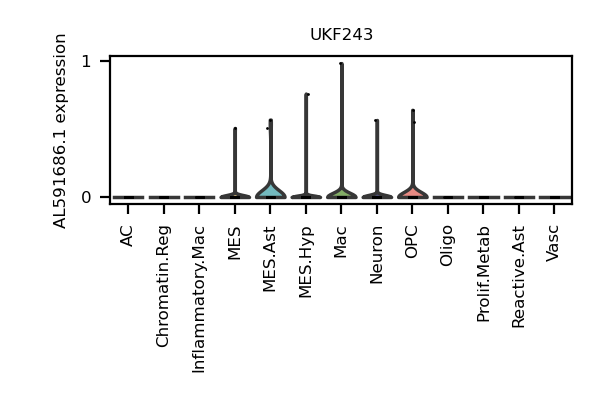 UKF243
AL591686.1 expression
1
0
AC
Chromatin.Reg
Inflammatory.Mac
MES
MES.Ast
MES.Hyp
Mac
Neuron
OPC
Oligo
Prolif.Metab
Reactive.Ast
Vasc